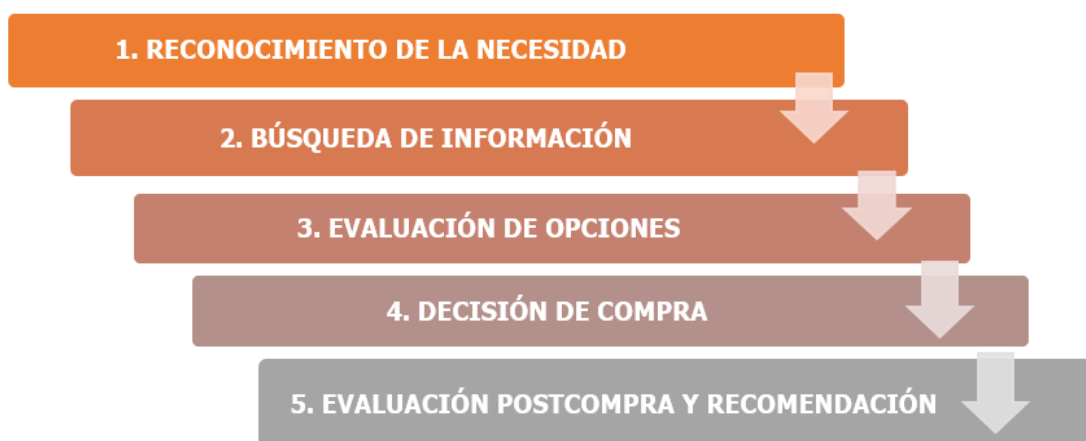 1. RECONOCIMIENTO DE LA NECESIDAD
2. BÚSQUEDA DE INFORMACIÓN
3. EVALUACIÓN DE OPCIONES
4. DECISIÓN DE COMPRA
5. EVALUACIÓN POSTCOMPRA Y RECOMENDACIÓN